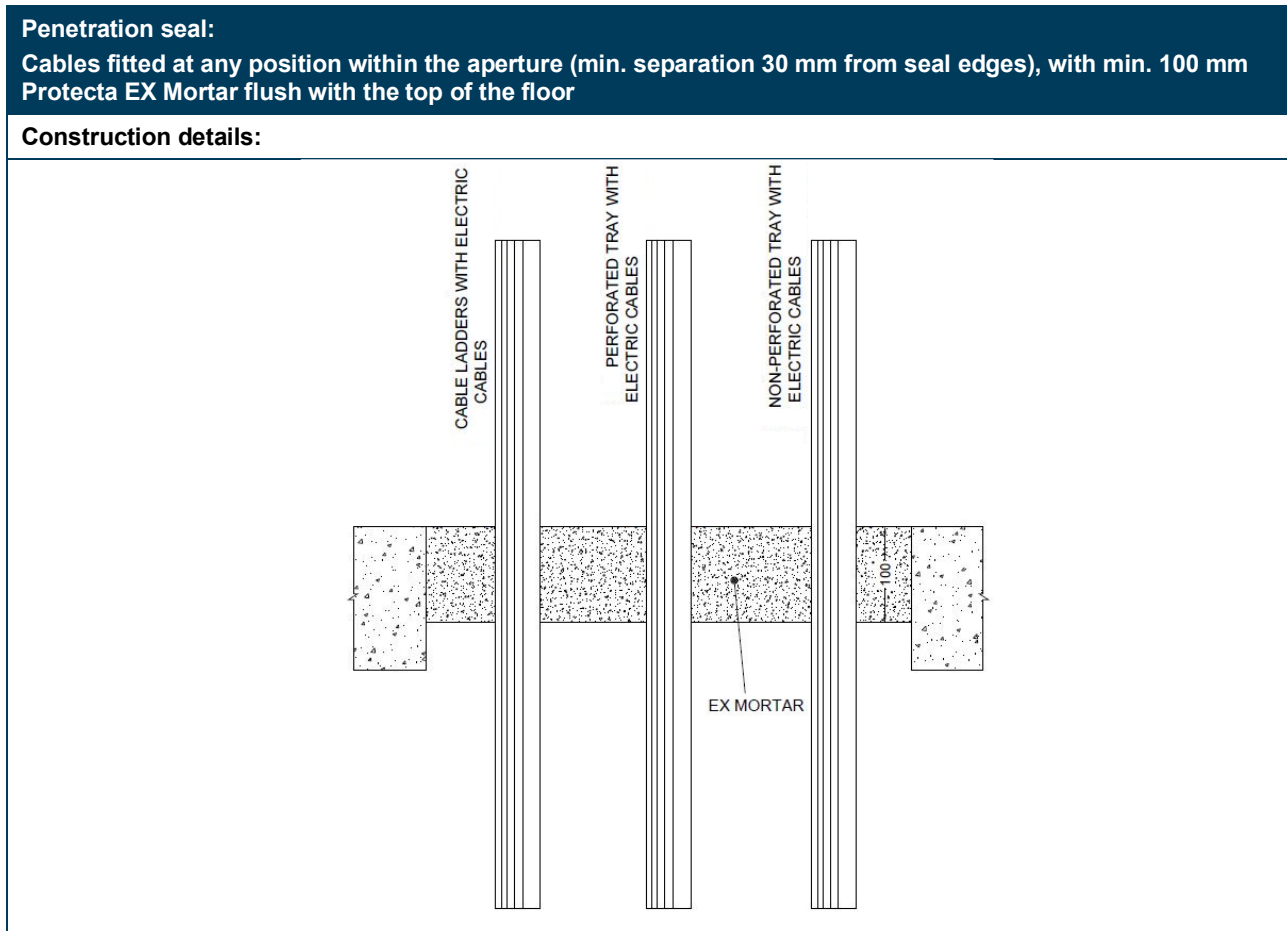 Penetration seal:
Cables fitted at any position within the aperture (min. separation 30 mm from seal edges), with min. 100 mm
Protecta EX Mortar flush with the top of the floor
Construction details:
CABLE LADDERS WITH ELECTRIC
CABLES
PERFORATED TRAY WITH
ELECTRIC CABLES
NON-PERFORATED TRAY WITH
ELECTRIC CABLES
100
EX MORTAR